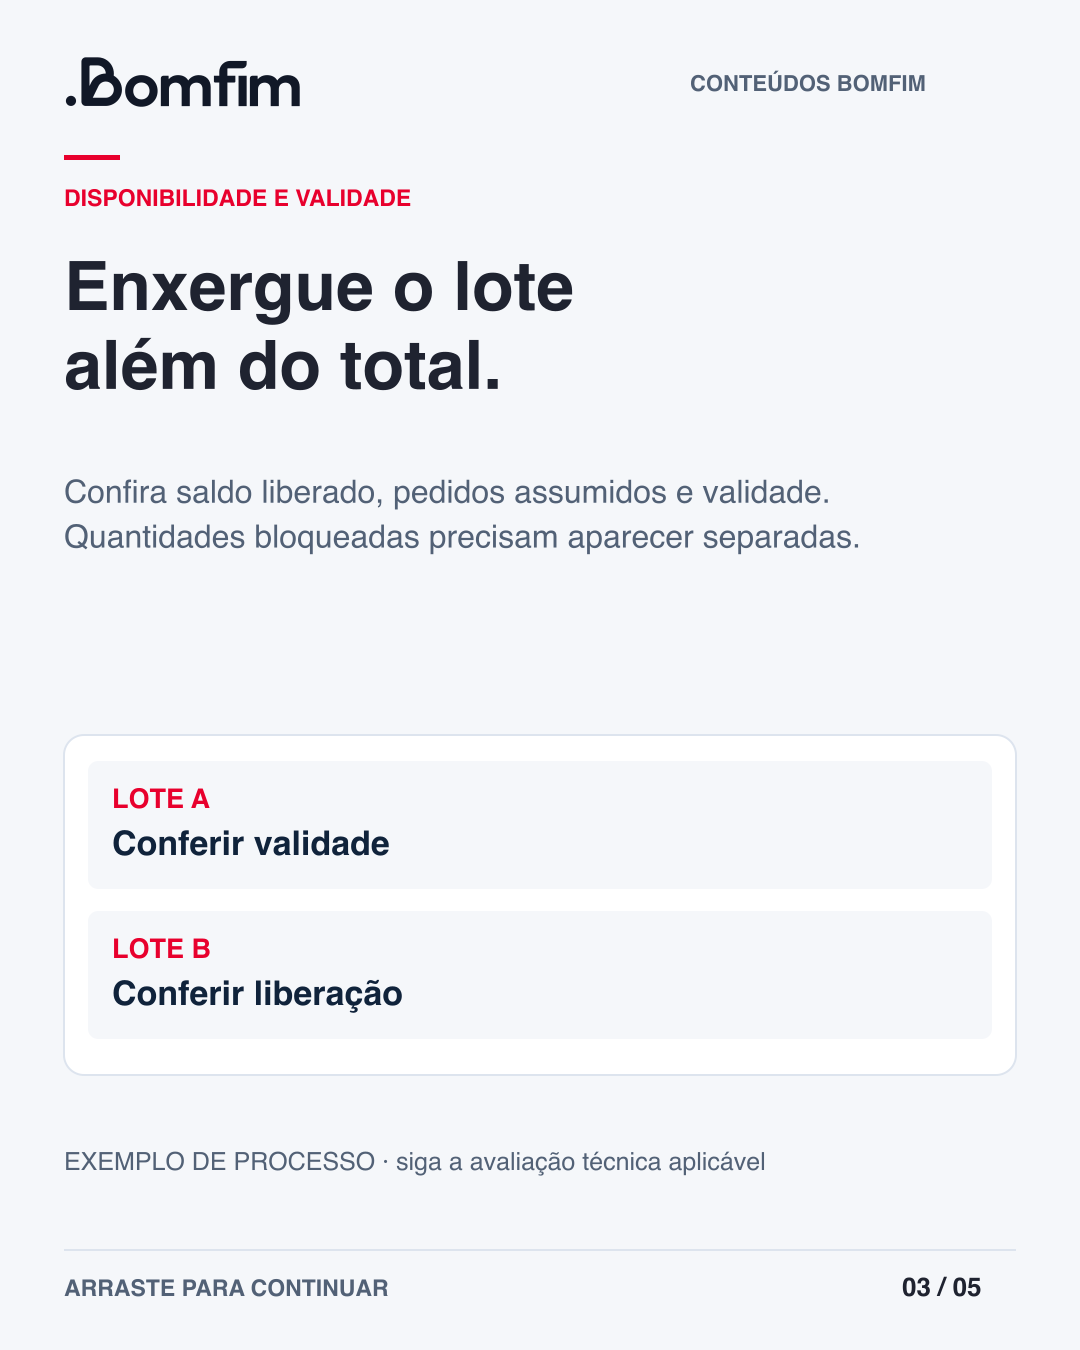 .Bomfim
CONTEÚDOS BOMFIM
DISPONIBILIDADE E VALIDADE
Enxergue o lote
além do total.
Confira saldo liberado, pedidos assumidos e validade.
Quantidades bloqueadas precisam aparecer separadas.
LOTE A
Conferir validade
LOTE B
Conferir liberação
EXEMPLO DE PROCESSO · siga a avaliação técnica aplicável
ARRASTE PARA CONTINUAR
03 / 05